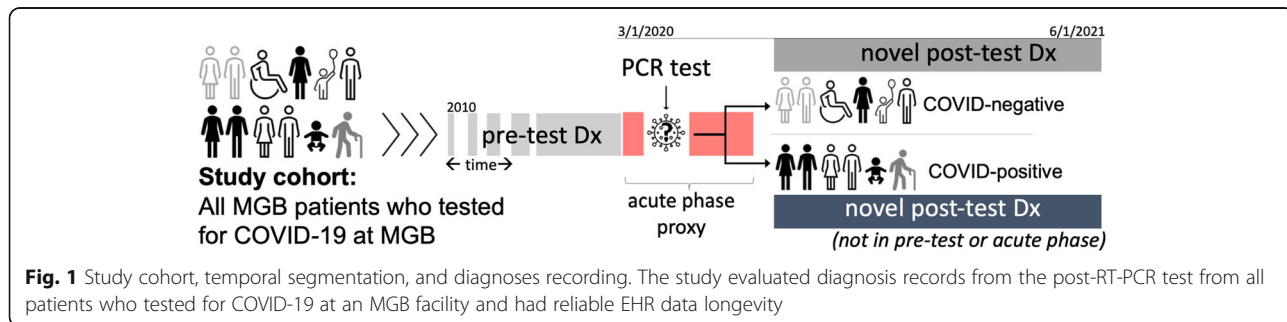 3/1/2020
6/1/2021
novel post-test Dx
PCR test
?
2010
pre-test Dx
← time →
COVID-negative
COVID-positive
Study cohort:
All MGB patients who tested
for COVID-19 at MGB
acute phase
proxy
novel post-test Dx
(not in pre-test or acute phase)
Fig. 1 Study cohort, temporal segmentation, and diagnoses recording. The study evaluated diagnosis records from the post-RT-PCR test from all
patients who tested for COVID-19 at an MGB facility and had reliable EHR data longevity